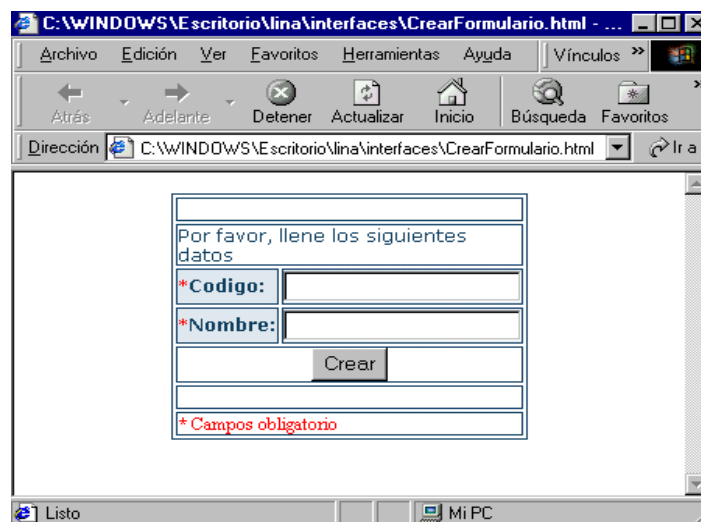 C:\WINDOWS\Escritorio\lina\interfaces\CrearFormulario.html - ...
Archivo Edición Ver Favoritos Herramientas Ayuda Vínculos »
Atrás Adelante Detener Actualizar Inicio Búsqueda Favoritos »
Dirección C:\WINDOWS\Escritorio\lina\interfaces\CrearFormulario.html Ir a
Por favor, llene los siguientes
datos
*Codigo:
*Nombre:
Crear
* Campos obligatorio
Listo Mi PC